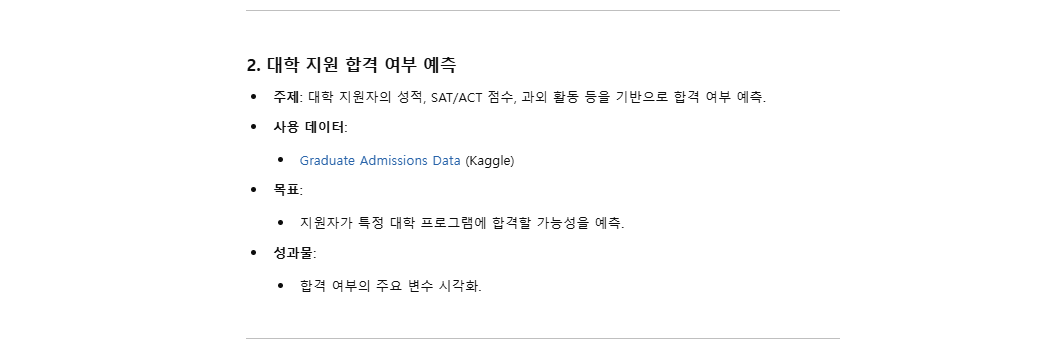 2. 대학 지원 합격 여부 예측
• 주제: 대학 지원자의 성적, SAT/ACT 점수, 과외 활동 등을 기반으로 합격 여부 예측.
• 사용 데이터:
• Graduate Admissions Data (Kaggle)
• 목표:
• 지원자가 특정 대학 프로그램에 합격할 가능성을 예측.
• 성과물:
• 합격 여부의 주요 변수 시각화.